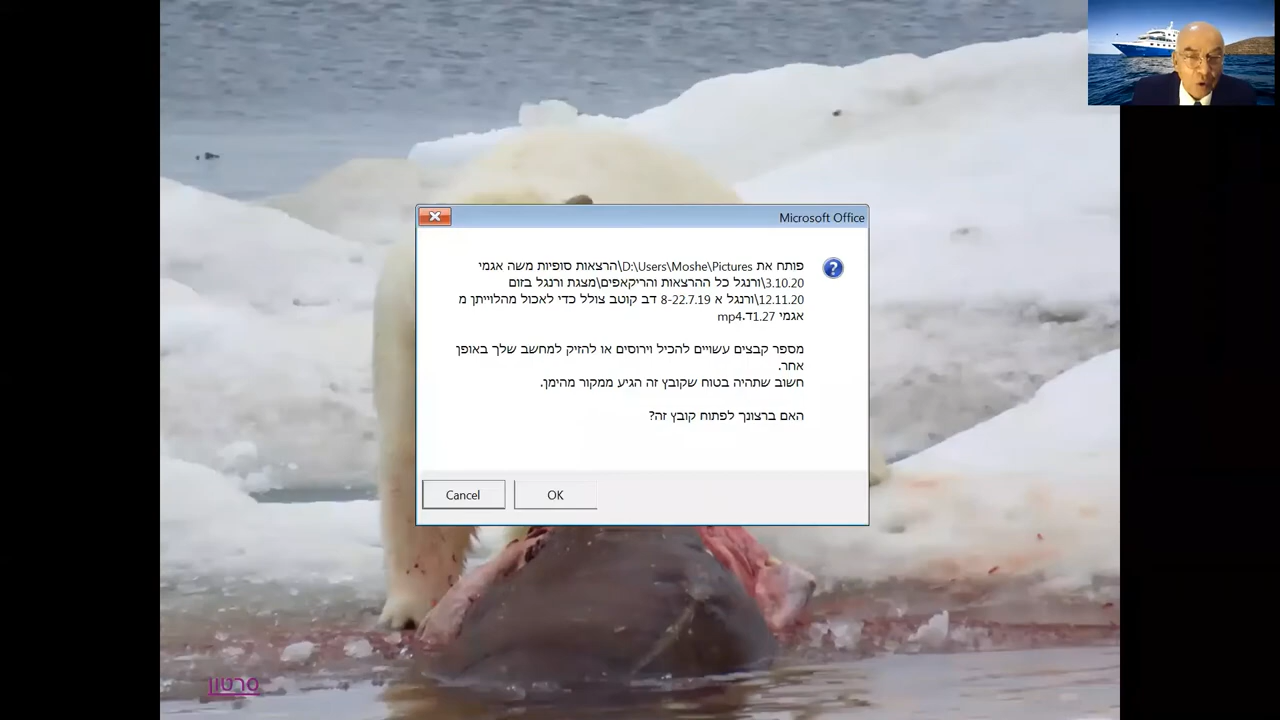 Microsoft Office
פותח את D:\Users\Moshe\Pictures\הרצאות סופיות משה אגמי
3.10.20\ורנגל כל ההרצאות והריקאפים\מצגת ורנגל בזום
12.11.20\ורנגל א 8-22.7.19 דב קוטב צולל כדי לאכול מהלוייתן מ
אגמי 1.27ד.mp4
מספר קבצים עשויים להכיל וירוסים או להזיק למחשב שלך באופן
אחר.
חשוב שתהיה בטוח שקובץ זה הגיע ממקור מהימן.
האם ברצונך לפתוח קובץ זה?
OK
Cancel
סרטון